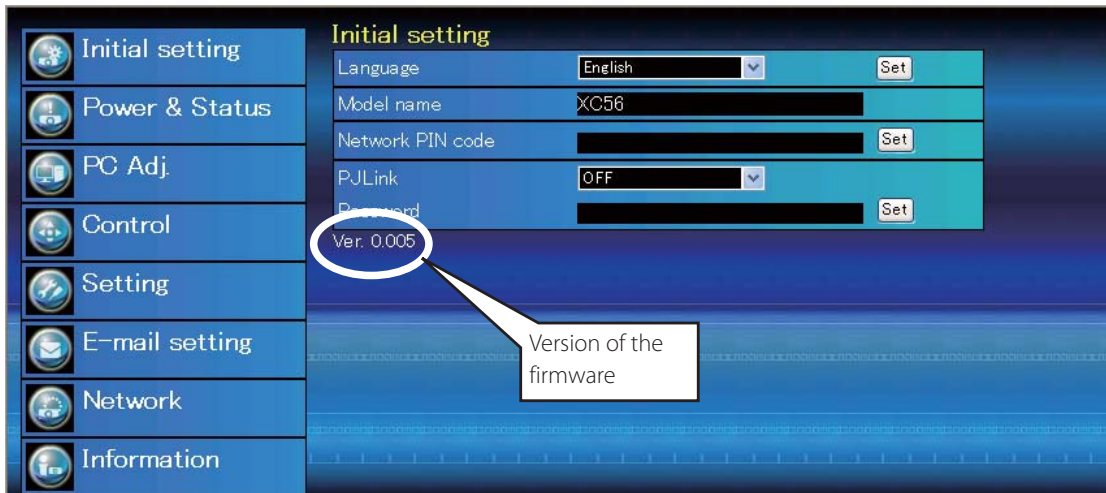 Initial setting
Power & Status
PC Adj.
Control
Setting
E-mail setting
Network
Information
Initial setting
Language English Set
Model name XC56
Network PIN code Set
PJLink OFF
Password Set
Ver. 0.005
Version of the
firmware